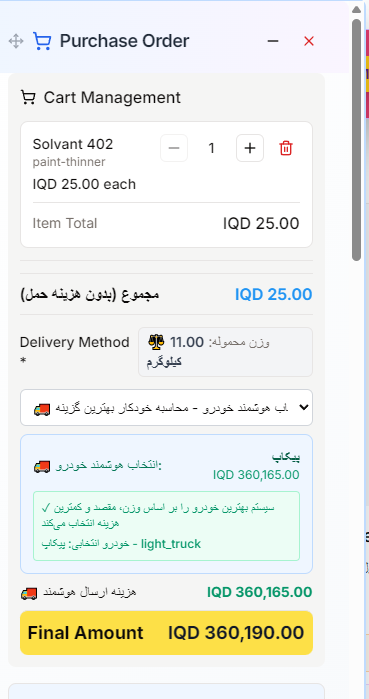 Purchase Order
Cart Management
Solvant 402
paint-thinner
1
IQD 25.00 each
Item Total IQD 25.00
مجموع (بدون هزینه حمل) IQD 25.00
Delivery Method *
وزن محموله: 11.00 کیلوگرم
هوشمند خودرو - محاسبه خودکار بهترین گزینه
انتخاب هوشمند خودرو:
پیکاپ
IQD 360,165.00
✓ سیستم بهترین خودرو را بر اساس وزن، مقصد و کمترین
هزینه انتخاب می‌کند
خودرو انتخابی: پیکاپ - light_truck
هزینه ارسال هوشمند IQD 360,165.00
Final Amount IQD 360,190.00